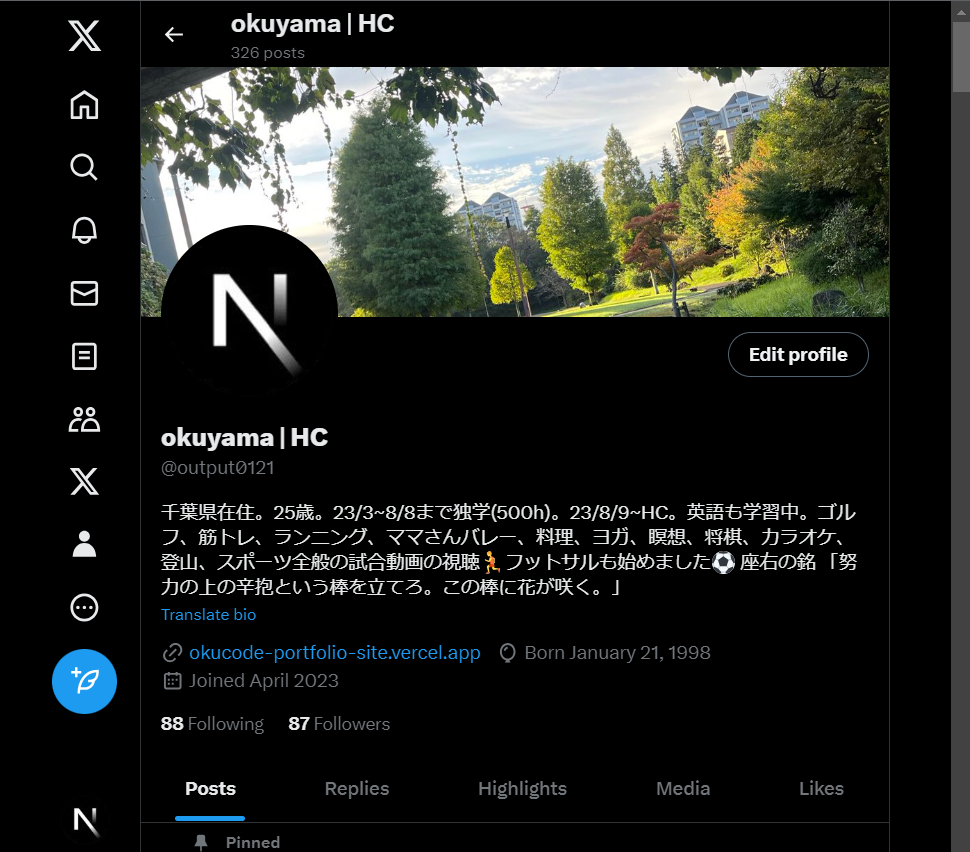 okuyama | HC
326 posts
Edit profile
okuyama | HC
@output0121
千葉県在住。25歳。23/3~8/8まで独学(500h)。23/8/9~HC。英語も学習中。ゴル
フ、筋トレ、ランニング、ママさんバレー、料理、ヨガ、瞑想、将棋、カラオケ、
登山、スポーツ全般の試合動画の視聴🏃フットサルも始めました⚽ 座右の銘 「努
力の上の辛抱という棒を立てろ。この棒に花が咲く。」
Translate bio
okucode-portfolio-site.vercel.app Born January 21, 1998
Joined April 2023
88 Following 87 Followers
Posts Replies Highlights Media Likes
Pinned